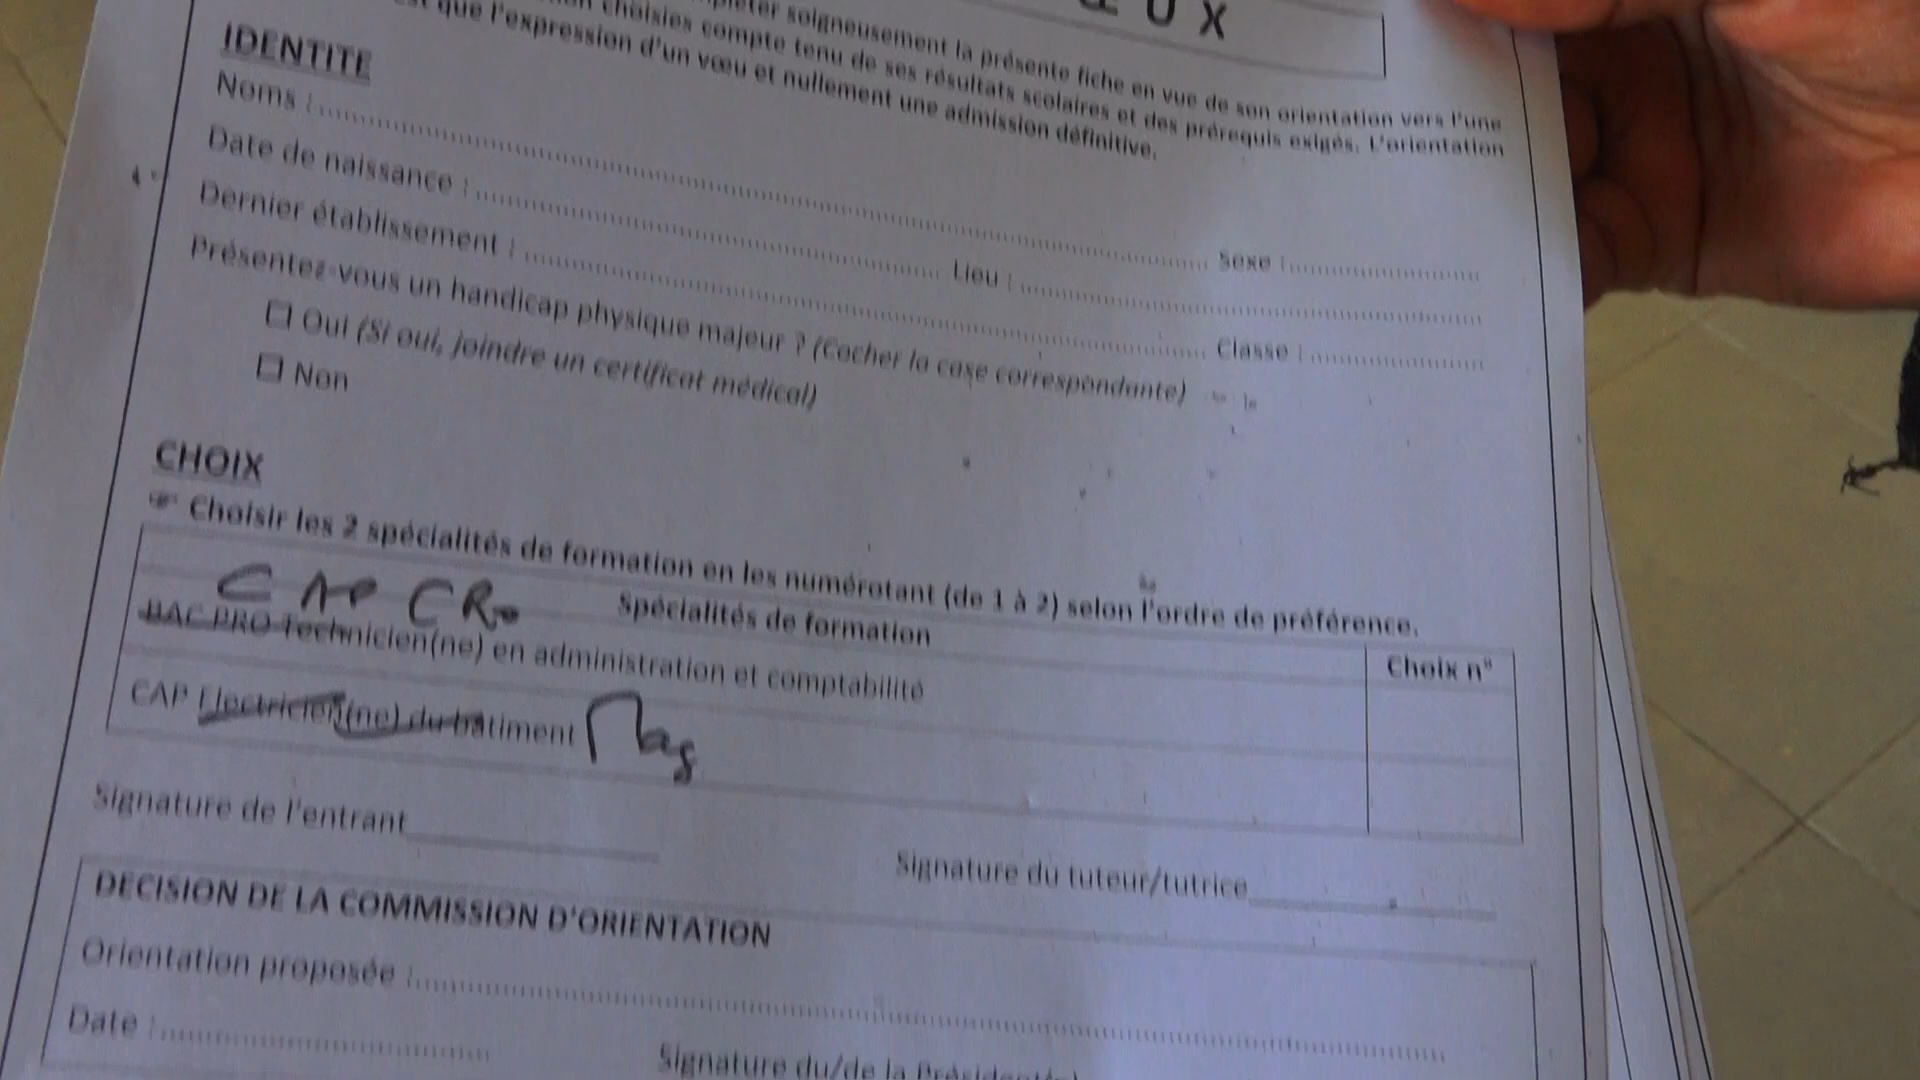 ŒUX
soigneusement la présente fiche en vue de son orientation vers l'une
choisies compte tenu de ses résultats scolaires et des prérequis exigés. L'orientation
que l'expression d'un vœu et nullement une admission définitive.
IDENTITE
Noms : Sexe :
Date de naissance : Lieu :
Dernier établissement : Classe :
Présentez-vous un handicap physique majeur ? (Cocher la case correspondante)
☐ Oui (Si oui, joindre un certificat médical)
☐ Non
CHOIX
☞ Choisir les 2 spécialités de formation en les numérotant (de 1 à 2) selon l'ordre de préférence.
Spécialités de formation Choix n°
CAP
BAC PRO Technicien(ne) en administration et comptabilité
CAP Electricien(ne) du bâtiment
Signature de l'entrant
Signature du tuteur/tutrice
DECISION DE LA COMMISSION D'ORIENTATION
Orientation proposée :
Date :
Signature du/de la Président(e)